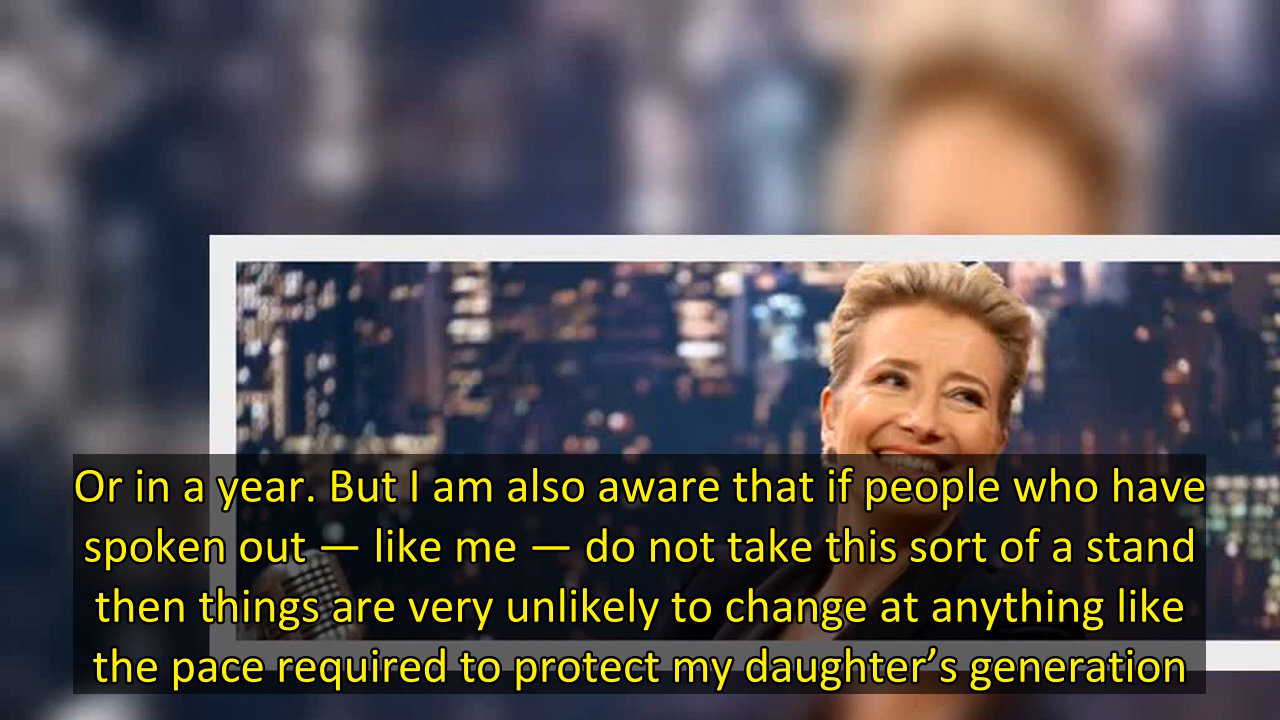 Or in a year. But I am also aware that if people who have
spoken out — like me — do not take this sort of a stand
then things are very unlikely to change at anything like
the pace required to protect my daughter’s generation